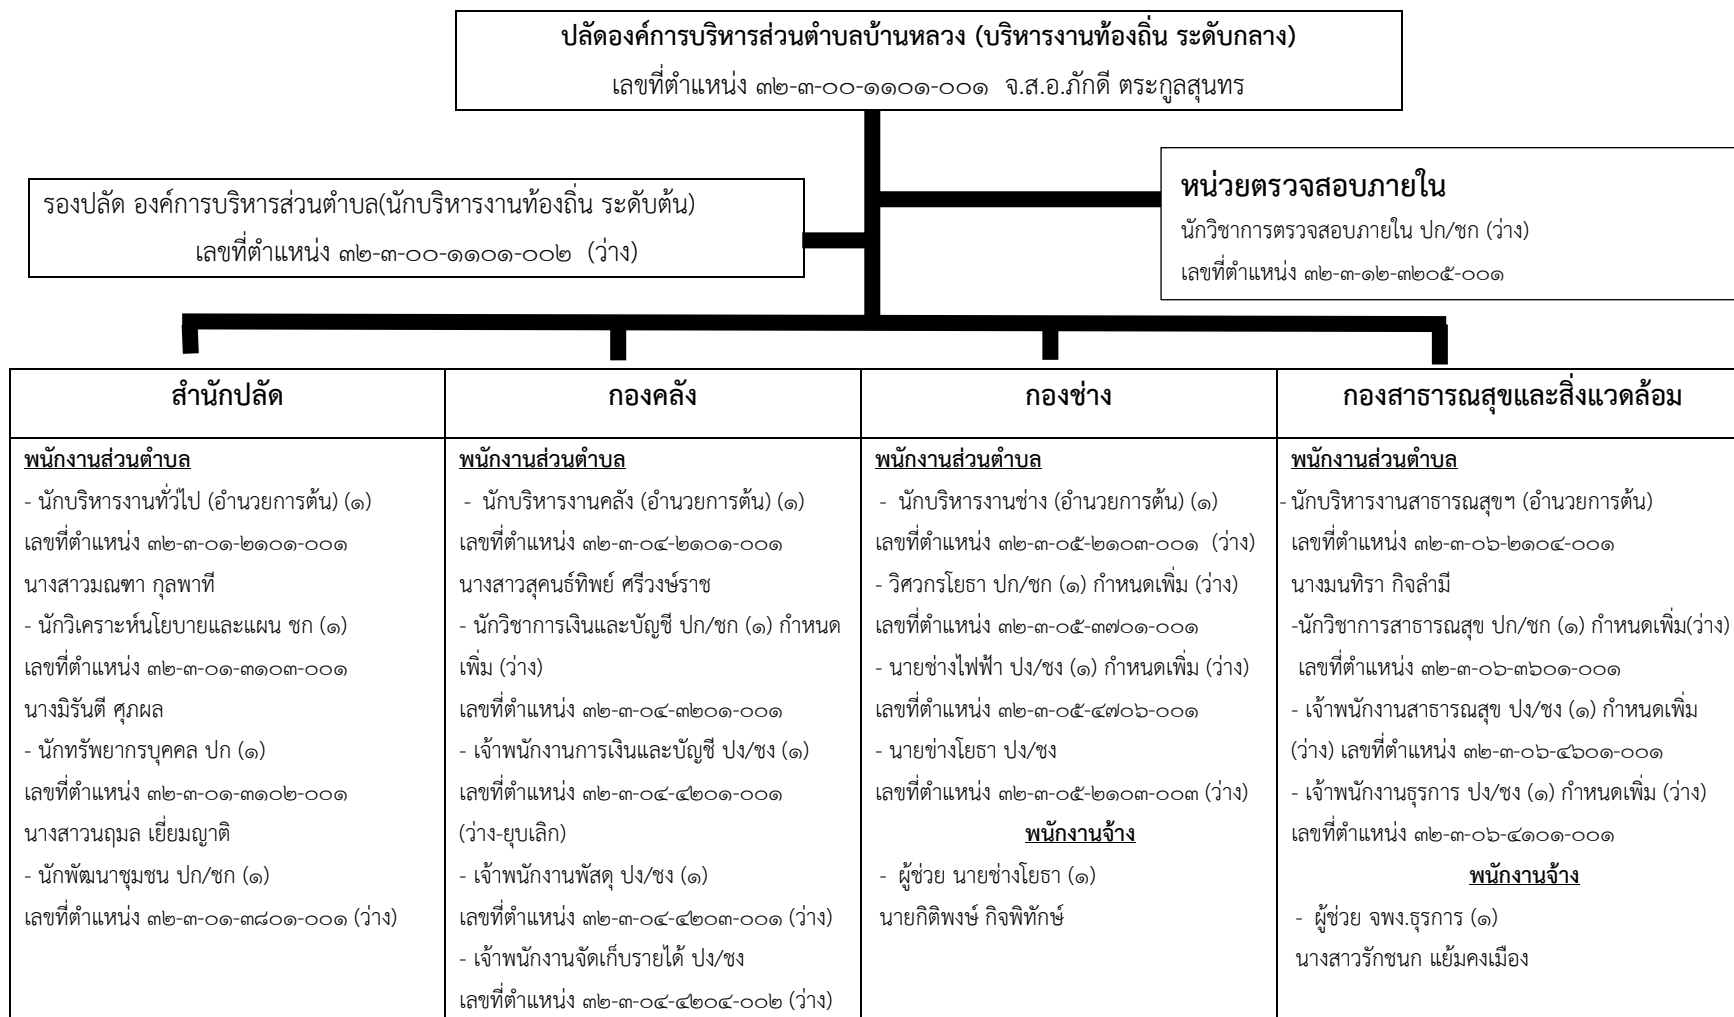 ปลัดองค์การบริหารส่วนตำบลบ้านหลวง (บริหารงานท้องถิ่น ระดับกลาง)
เลขที่ตำแหน่ง ๓๒-๓-๐๐-๑๑๐๑-๐๐๑ จ.ส.อ.ภักดี ตระกูลสุนทร
รองปลัด องค์การบริหารส่วนตำบล(นักบริหารงานท้องถิ่น ระดับต้น)
เลขที่ตำแหน่ง ๓๒-๓-๐๐-๑๑๐๑-๐๐๒ (ว่าง)
หน่วยตรวจสอบภายใน
นักวิชาการตรวจสอบภายใน ปก/ชก (ว่าง)
เลขที่ตำแหน่ง ๓๒-๓-๑๒-๓๒๐๕-๐๐๑
สำนักปลัด
พนักงานส่วนตำบล
- นักบริหารงานทั่วไป (อำนวยการต้น) (๑)
เลขที่ตำแหน่ง ๓๒-๓-๐๑-๒๑๐๑-๐๐๑
นางสาวมณฑา กุลพาที
- นักวิเคราะห์นโยบายและแผน ชก (๑)
เลขที่ตำแหน่ง ๓๒-๓-๐๑-๓๑๐๓-๐๐๑
นางมิรันตี ศุภผล
- นักทรัพยากรบุคคล ปก (๑)
เลขที่ตำแหน่ง ๓๒-๓-๐๑-๓๑๐๒-๐๐๑
นางสาวนฤมล เยี่ยมญาติ
- นักพัฒนาชุมชน ปก/ชก (๑)
เลขที่ตำแหน่ง ๓๒-๓-๐๑-๓๘๐๑-๐๐๑ (ว่าง)
กองคลัง
พนักงานส่วนตำบล
- นักบริหารงานคลัง (อำนวยการต้น) (๑)
เลขที่ตำแหน่ง ๓๒-๓-๐๔-๒๑๐๑-๐๐๑
นางสาวสุคนธ์ทิพย์ ศรีวงษ์ราช
- นักวิชาการเงินและบัญชี ปก/ชก (๑) กำหนด
เพิ่ม (ว่าง)
เลขที่ตำแหน่ง ๓๒-๓-๐๔-๓๒๐๑-๐๐๑
- เจ้าพนักงานการเงินและบัญชี ปง/ชง (๑)
เลขที่ตำแหน่ง ๓๒-๓-๐๔-๔๒๐๑-๐๐๑
(ว่าง-ยุบเลิก)
- เจ้าพนักงานพัสดุ ปง/ชง (๑)
เลขที่ตำแหน่ง ๓๒-๓-๐๔-๔๒๐๓-๐๐๑ (ว่าง)
- เจ้าพนักงานจัดเก็บรายได้ ปง/ชง
เลขที่ตำแหน่ง ๓๒-๓-๐๔-๔๒๐๔-๐๐๒ (ว่าง)
กองช่าง
พนักงานส่วนตำบล
- นักบริหารงานช่าง (อำนวยการต้น) (๑)
เลขที่ตำแหน่ง ๓๒-๓-๐๕-๒๑๐๓-๐๐๑ (ว่าง)
- วิศวกรโยธา ปก/ชก (๑) กำหนดเพิ่ม (ว่าง)
เลขที่ตำแหน่ง ๓๒-๓-๐๕-๓๗๐๑-๐๐๑
- นายช่างไฟฟ้า ปง/ชง (๑) กำหนดเพิ่ม (ว่าง)
เลขที่ตำแหน่ง ๓๒-๓-๐๕-๔๗๐๖-๐๐๑
- นายข่างโยธา ปง/ชง
เลขที่ตำแหน่ง ๓๒-๓-๐๕-๒๑๐๓-๐๐๓ (ว่าง)
พนักงานจ้าง
- ผู้ช่วย นายช่างโยธา (๑)
นายกิติพงษ์ กิจพิทักษ์
กองสาธารณสุขและสิ่งแวดล้อม
พนักงานส่วนตำบล
- นักบริหารงานสาธารณสุขฯ (อำนวยการต้น)
เลขที่ตำแหน่ง ๓๒-๓-๐๖-๒๑๐๔-๐๐๑
นางมนทิรา กิจลำมี
-นักวิชาการสาธารณสุข ปก/ชก (๑) กำหนดเพิ่ม(ว่าง)
เลขที่ตำแหน่ง ๓๒-๓-๐๖-๓๖๐๑-๐๐๑
- เจ้าพนักงานสาธารณสุข ปง/ชง (๑) กำหนดเพิ่ม
(ว่าง) เลขที่ตำแหน่ง ๓๒-๓-๐๖-๔๖๐๑-๐๐๑
- เจ้าพนักงานธุรการ ปง/ชง (๑) กำหนดเพิ่ม (ว่าง)
เลขที่ตำแหน่ง ๓๒-๓-๐๖-๔๑๐๑-๐๐๑
พนักงานจ้าง
- ผู้ช่วย จพง.ธุรการ (๑)
นางสาวรักชนก แย้มคงเมือง